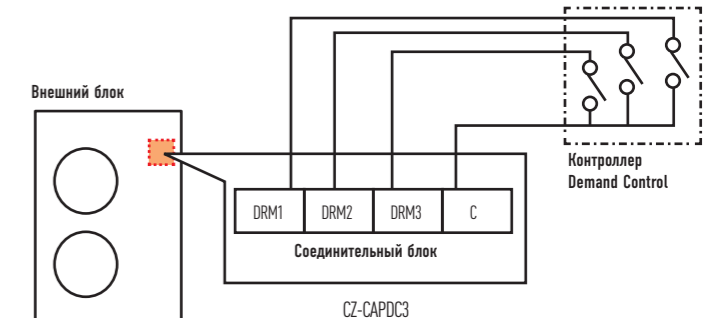 Внешний блок
Контроллер
Demand Control
DRM1 DRM2 DRM3 C
Соединительный блок
CZ-CAPDC3